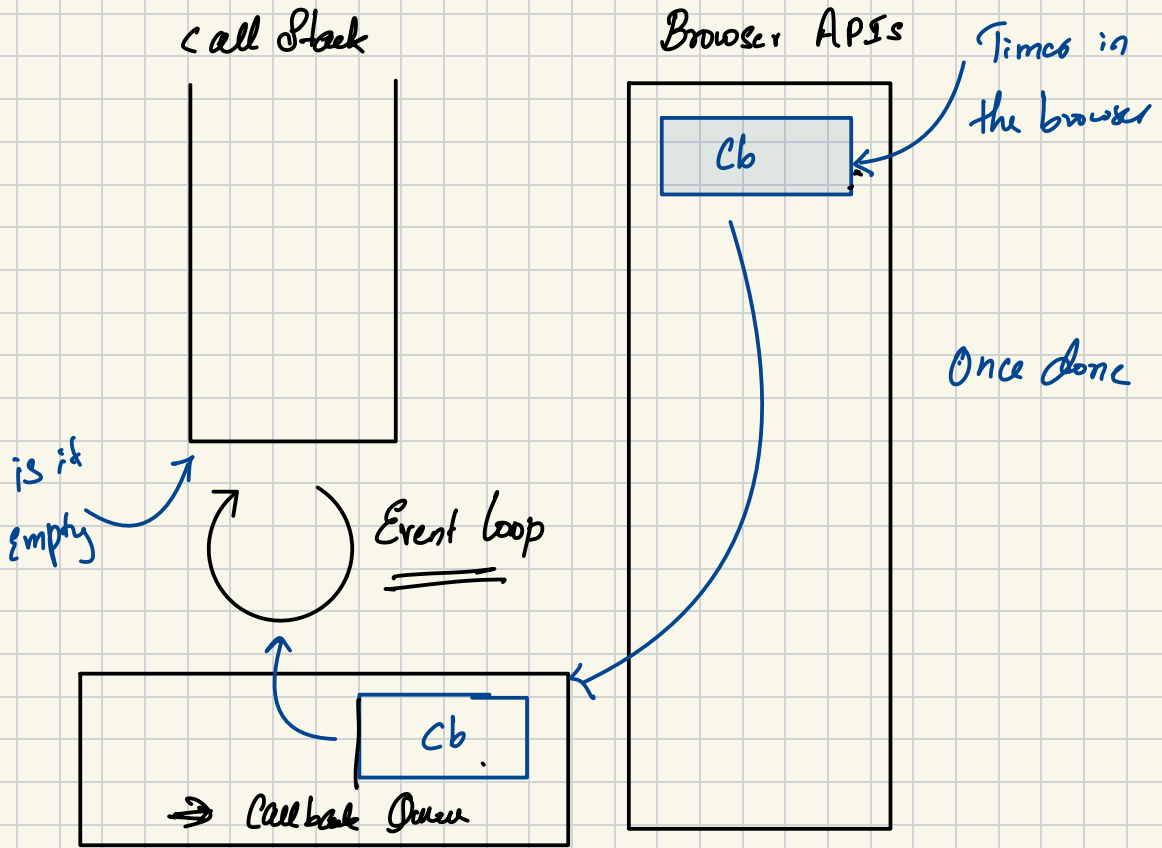 Call Stack
Browser APIs
Timer in
the browser
Cb
Once done
is it
empty
Event loop
Cb
⇒ Callback Queue